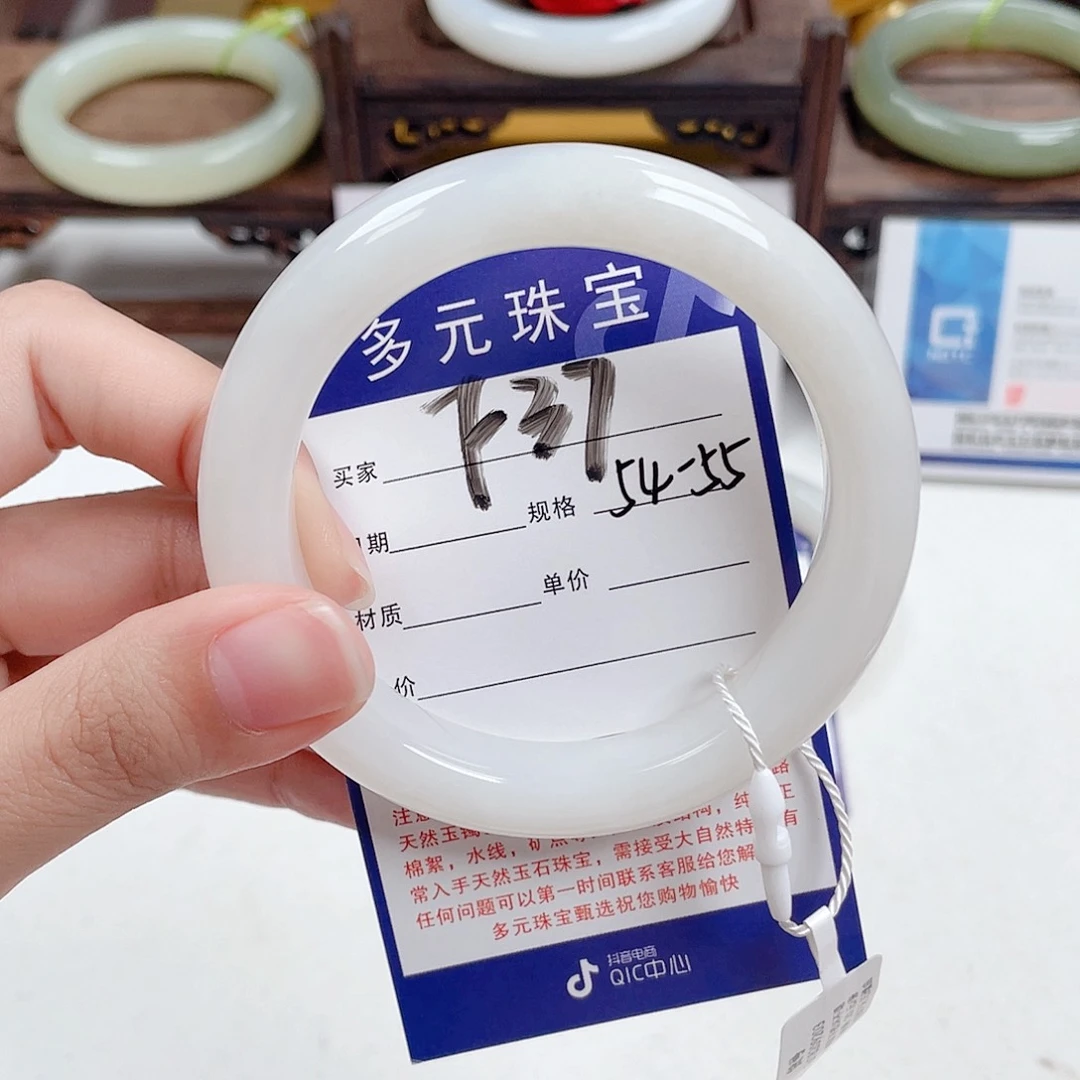 多元珠宝
F37
买家
规格 54-55
期
单价
材质
价
天然玉
棉絮，水线，
常入手天然玉石珠宝，需接受大自然特 有
任何问题可以第一时间联系客服给您解
多元珠宝甄选祝您购物愉快
抖音电商
QIC中心